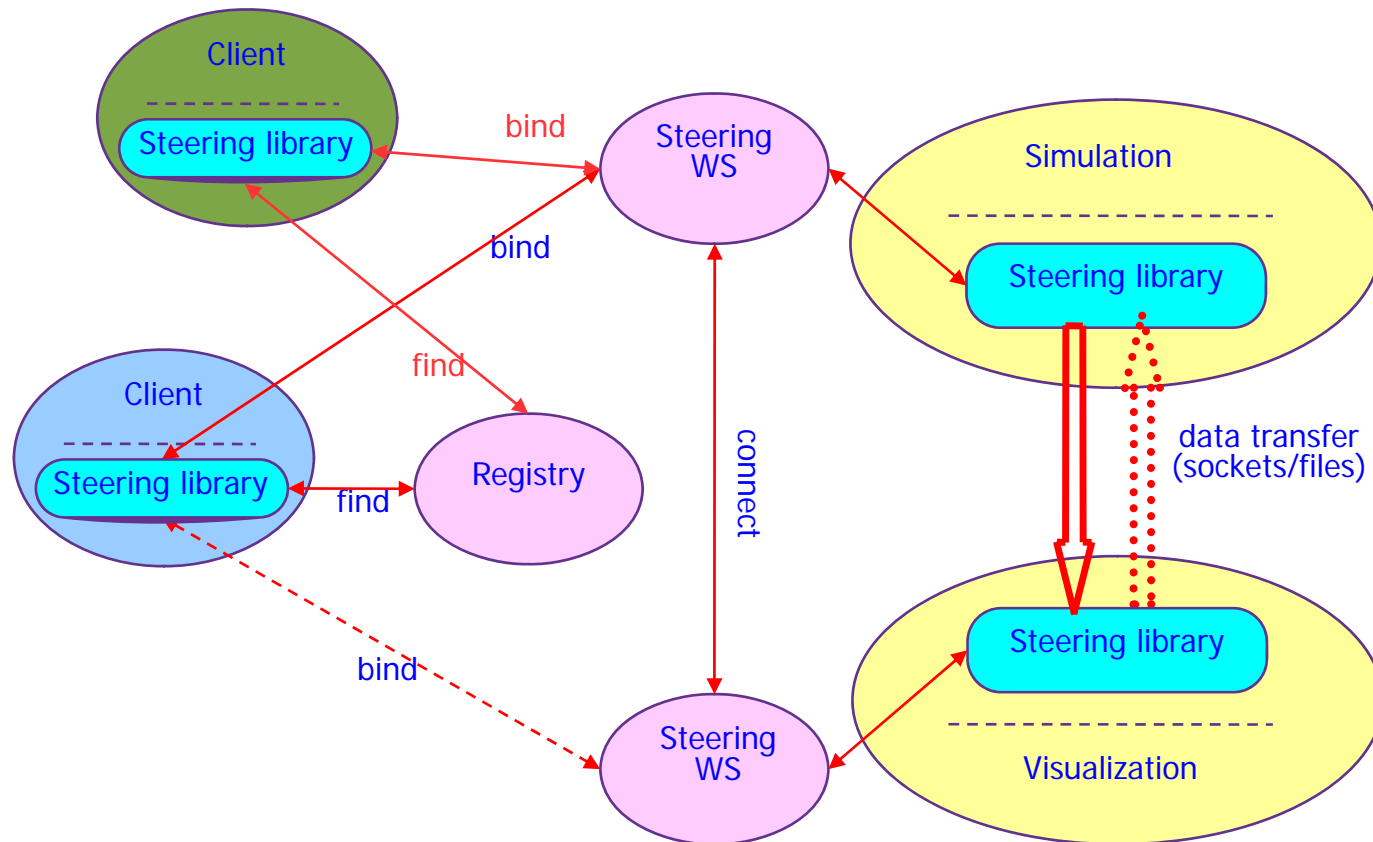 Client
Steering library
bind
Steering
WS
Simulation
Steering library
bind
find
Client
Steering library
find
Registry
connect
data transfer
(sockets/files)
bind
Steering
WS
Steering library
Visualization